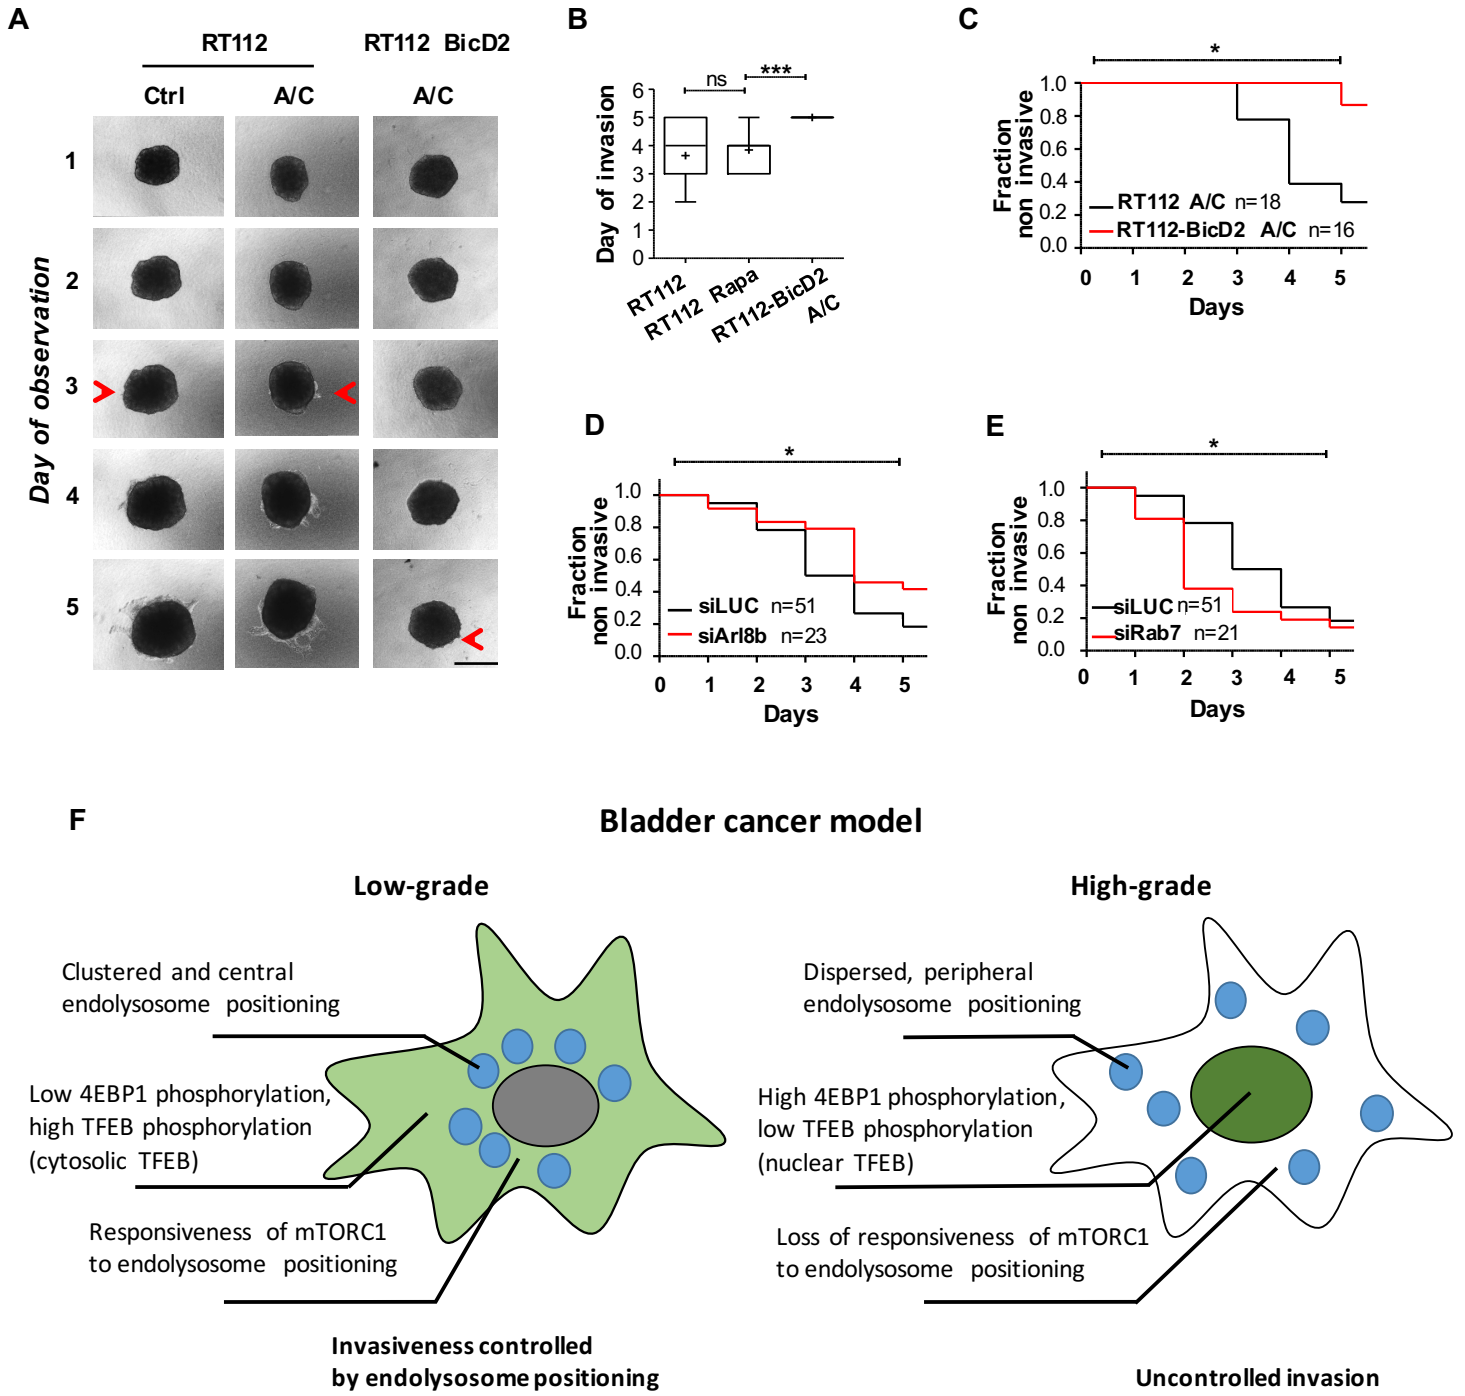 A
RT112
RT112 BicD2
Ctrl
A/C
A/C
Day of observation
1
2
3
4
5
B
ns
***
Day of invasion
6
5
4
3
2
1
0
RT112
RT112 Rapa
RT112-BicD2
A/C
C
*
Fraction
non invasive
1.0
0.8
0.6
0.4
0.2
0.0
RT112 A/C n=18
RT112-BicD2 A/C n=16
0 1 2 3 4 5
Days
D
*
Fraction
non invasive
1.0
0.8
0.6
0.4
0.2
0.0
siLUC n=51
siArl8b n=23
0 1 2 3 4 5
Days
E
*
Fraction
non invasive
1.0
0.8
0.6
0.4
0.2
0.0
siLUC n=51
siRab7 n=21
0 1 2 3 4 5
Days
F
Bladder cancer model
Low-grade
Clustered and central
endolysosome positioning
Low 4EBP1 phosphorylation,
high TFEB phosphorylation
(cytosolic TFEB)
Responsiveness of mTORC1
to endolysosome positioning
Invasiveness controlled
by endolysosome positioning
High-grade
Dispersed, peripheral
endolysosome positioning
High 4EBP1 phosphorylation,
low TFEB phosphorylation
(nuclear TFEB)
Loss of responsiveness of mTORC1
to endolysosome positioning
Uncontrolled invasion